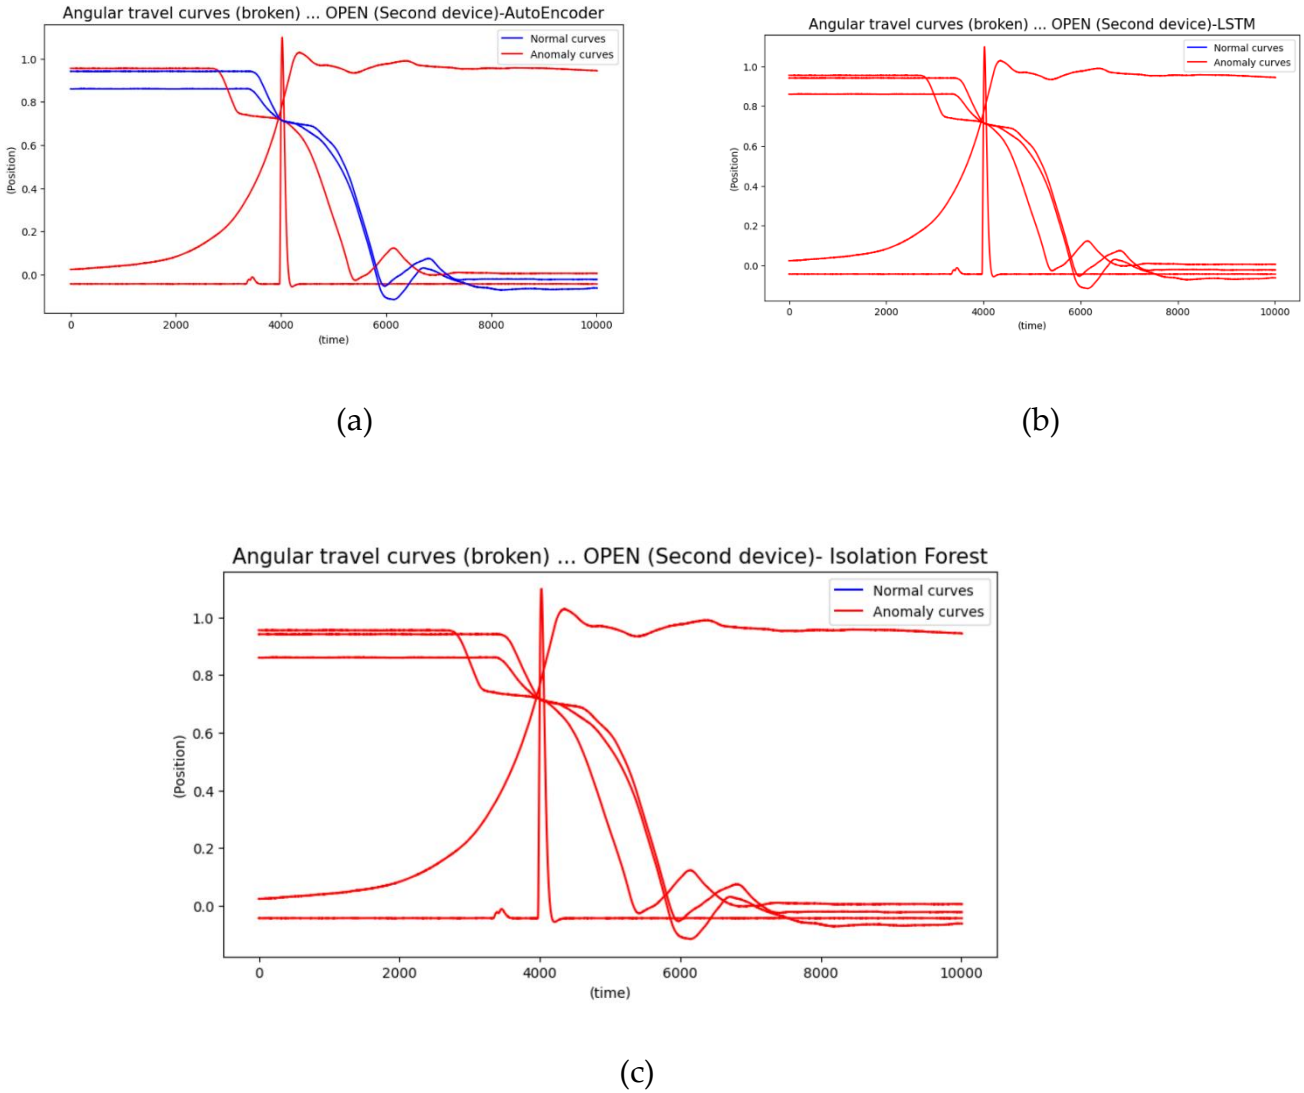 Angular travel curves (broken) ... OPEN (Second device)-AutoEncoder
Normal curves
Anomaly curves
1.0
0.8
0.6
0.4
0.2
0.0
(Position)
0 2000 4000 6000 8000 10000
(time)
(a)
Angular travel curves (broken) ... OPEN (Second device)-LSTM
Normal curves
Anomaly curves
1.0
0.8
0.6
0.4
0.2
0.0
(Position)
0 2000 4000 6000 8000 10000
(time)
(b)
Angular travel curves (broken) ... OPEN (Second device)- Isolation Forest
Normal curves
Anomaly curves
1.0
0.8
0.6
0.4
0.2
0.0
(Position)
0 2000 4000 6000 8000 10000
(time)
(c)